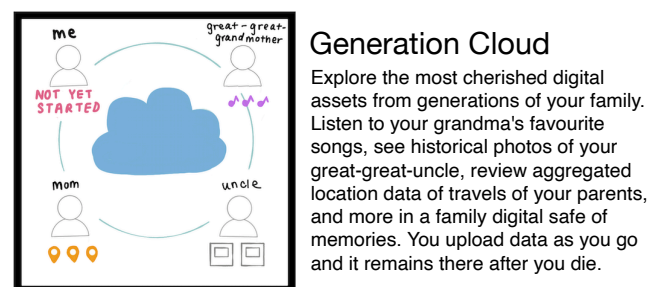 me
great-great-
grandmother
NOT YET
STARTED
mom
uncle
Generation Cloud
Explore the most cherished digital
assets from generations of your family.
Listen to your grandma's favourite
songs, see historical photos of your
great-great-uncle, review aggregated
location data of travels of your parents,
and more in a family digital safe of
memories. You upload data as you go
and it remains there after you die.